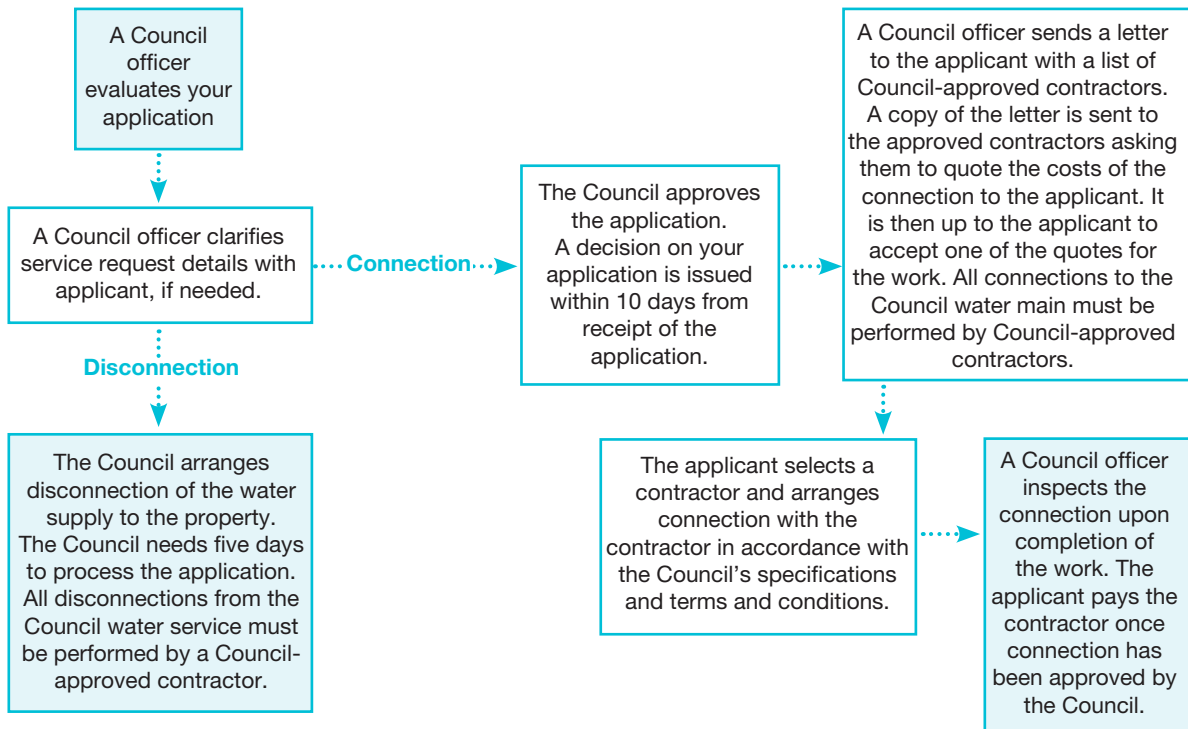 A Council
officer
evaluates your
application
A Council officer clarifies
service request details with
applicant, if needed.
Connection
The Council approves
the application.
A decision on your
application is issued
within 10 days from
receipt of the
application.
A Council officer sends a letter
to the applicant with a list of
Council-approved contractors.
A copy of the letter is sent to
the approved contractors asking
them to quote the costs of the
connection to the applicant. It
is then up to the applicant to
accept one of the quotes for
the work. All connections to the
Council water main must be
performed by Council-approved
contractors.
Disconnection
The Council arranges
disconnection of the water
supply to the property.
The Council needs five days
to process the application.
All disconnections from the
Council water service must
be performed by a Council-
approved contractor.
The applicant selects a
contractor and arranges
connection with the
contractor in accordance with
the Council’s specifications
and terms and conditions.
A Council officer
inspects the
connection upon
completion of
the work. The
applicant pays the
contractor once
connection has
been approved by
the Council.